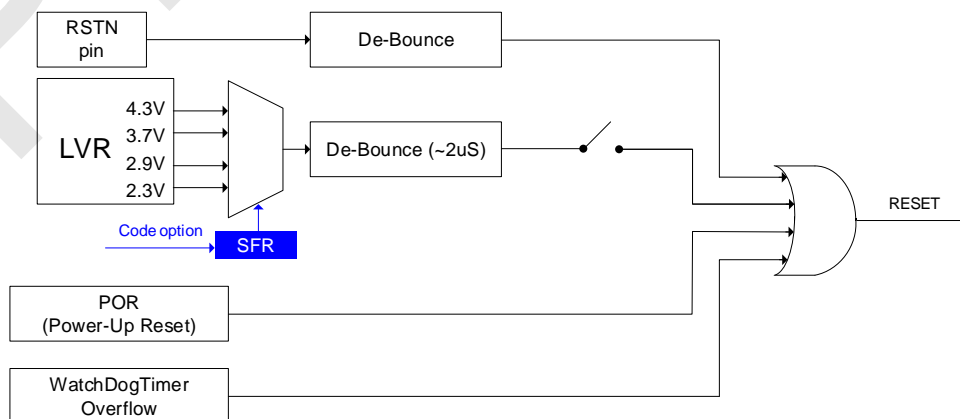 RSTN
pin
De-Bounce
LVR
4.3V
3.7V
2.9V
2.3V
De-Bounce (~2uS)
Code option
SFR
RESET
POR
(Power-Up Reset)
WatchDogTimer
Overflow